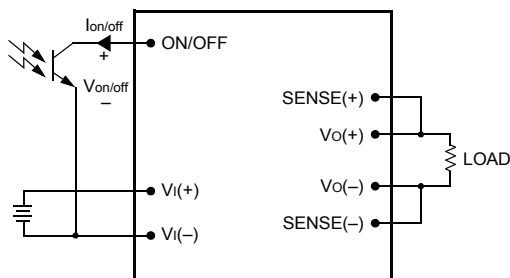 Ion/off
ON/OFF
+
Von/off
–
SENSE(+)
VO(+)
LOAD
VO(–)
SENSE(–)
VI(+)
VI(–)